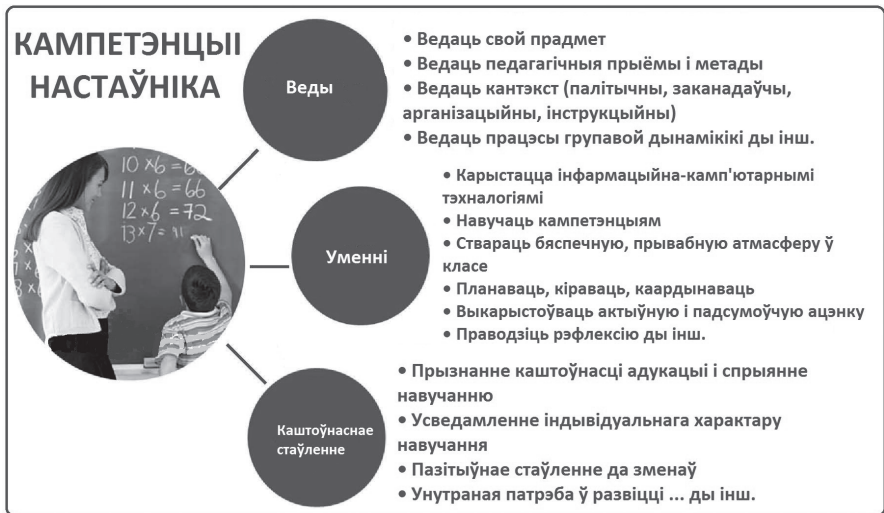 КАМПЕТЭНЦЫІ
НАСТАЎНІКА
Веды
• Ведаць свой прадмет
• Ведаць педагагічныя прыёмы і метады
• Ведаць кантэкст (палітычны, заканадаўчы,
арганізацыйны, інструкцыйны)
• Ведаць працэсы групавой дынамікікі ды інш.
10 × 6 =
11 × 6 = 66
12 × 6 = 72
13 × 7 =
Уменні
• Карыстацца інфармацыйна-камп'ютарнымі
тэхналогіямі
• Навучаць кампетэнцыям
• Ствараць бяспечную, прывабную атмасферу ў
класе
• Планаваць, кіраваць, каардынаваць
• Выкарыстоўваць актыўную і падсумоўчую ацэнку
• Праводзіць рэфлексію ды інш.
Каштоўнаснае
стаўленне
• Прызнанне каштоўнасці адукацыі і спрыянне
навучанню
• Усведамленне індывідуальнага характару
навучання
• Пазітыўнае стаўленне да зменаў
• Унутраная патрэба ў развіцці ... ды інш.